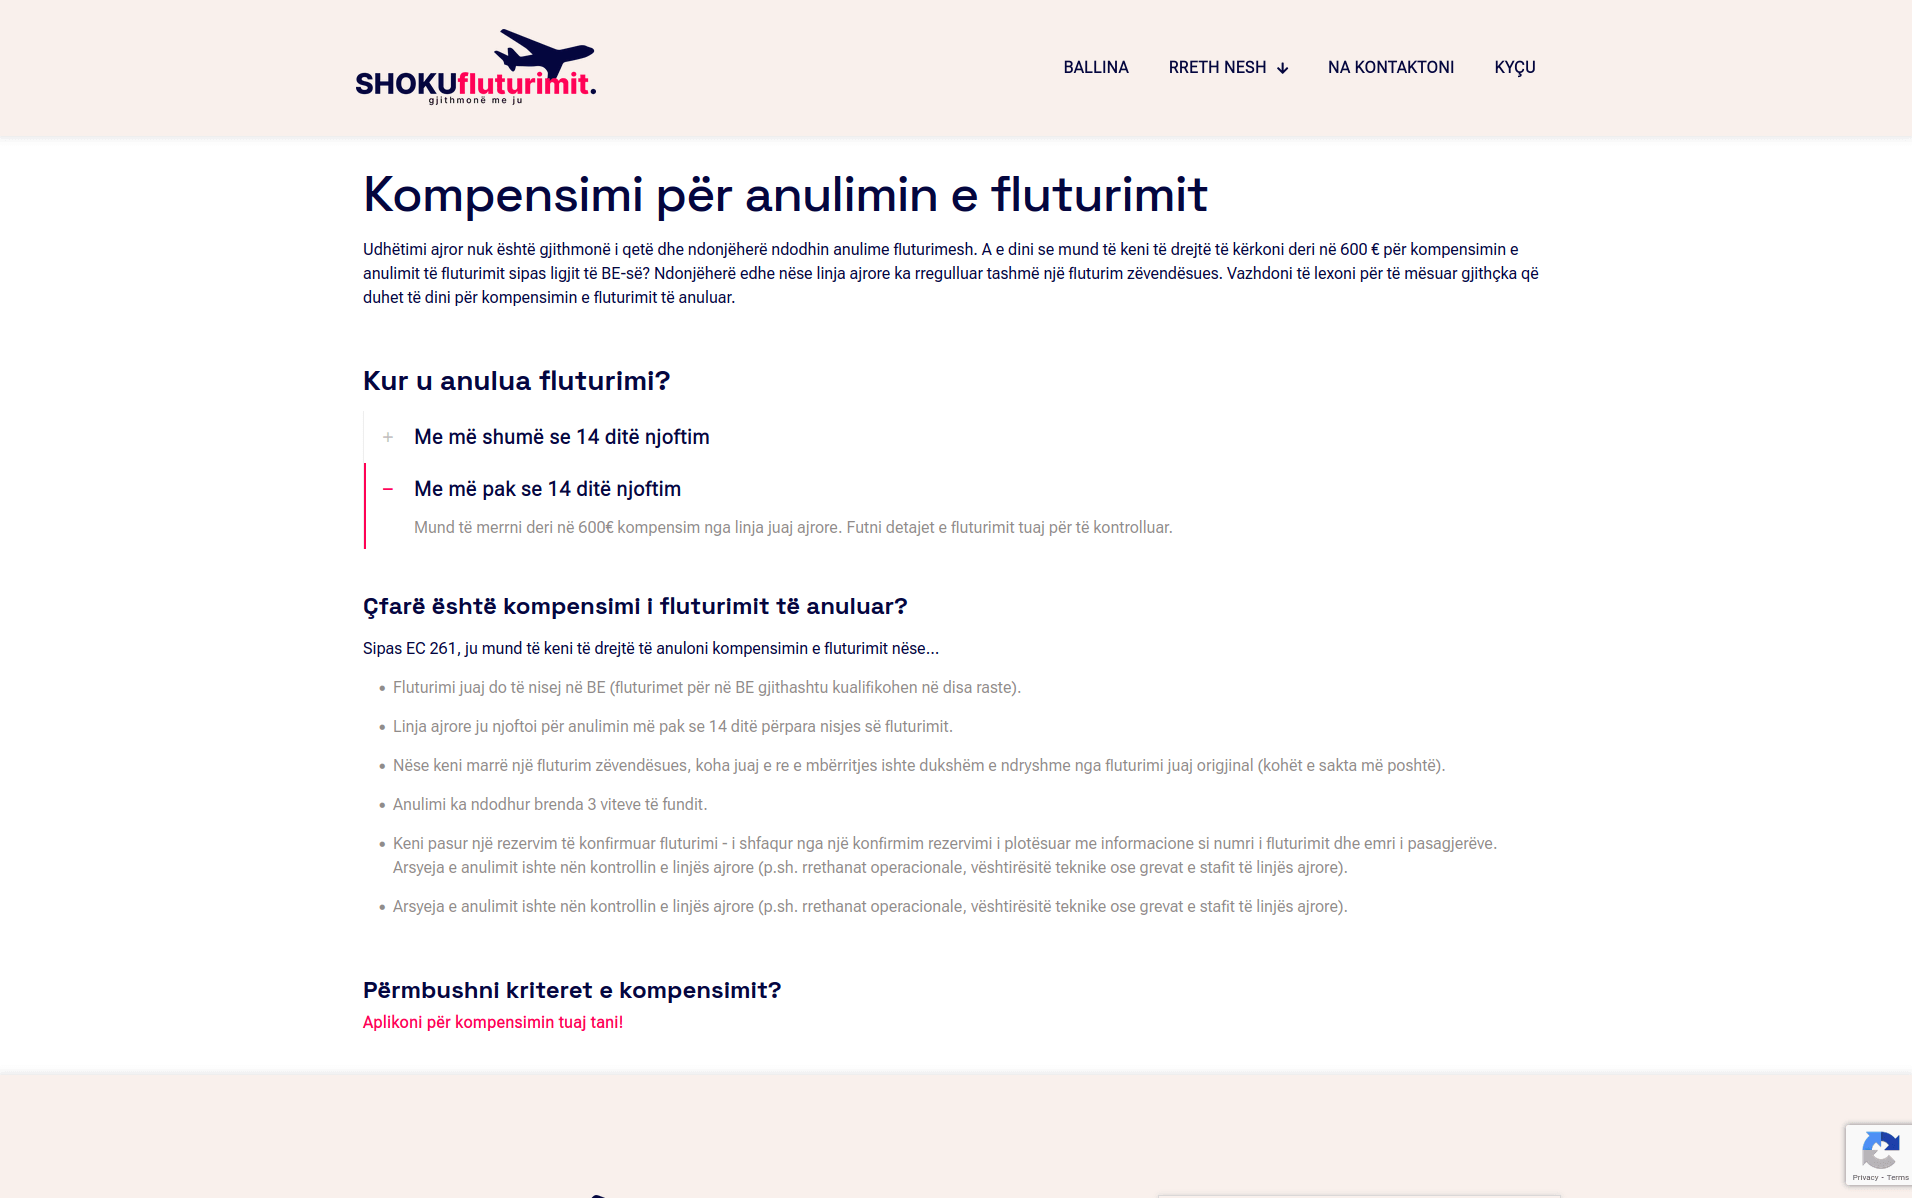 SHOKUfluturimit.
gjithmonë me ju
BALLINA
RRETH NESH
NA KONTAKTONI
KYÇU
Kompensimi për anulimin e fluturimit
Udhëtimi ajror nuk është gjithmonë i qetë dhe ndonjëherë ndodhin anulime fluturimesh. A e dini se mund të keni të drejtë të kërkoni deri në 600 € për kompensimin e
anulimit të fluturimit sipas ligjit të BE-së? Ndonjëherë edhe nëse linja ajrore ka rregulluar tashmë një fluturim zëvendësues. Vazhdoni të lexoni për të mësuar gjithçka që
duhet të dini për kompensimin e fluturimit të anuluar.
Kur u anulua fluturimi?
Me më shumë se 14 ditë njoftim
Me më pak se 14 ditë njoftim
Mund të merrni deri në 600€ kompensim nga linja juaj ajrore. Futni detajet e fluturimit tuaj për të kontrolluar.
Çfarë është kompensimi i fluturimit të anuluar?
Sipas EC 261, ju mund të keni të drejtë të anuloni kompensimin e fluturimit nëse...
• Fluturimi juaj do të nisej në BE (fluturimet për në BE gjithashtu kualifikohen në disa raste).
• Linja ajrore ju njoftoi për anulimin më pak se 14 ditë përpara nisjes së fluturimit.
• Nëse keni marrë një fluturim zëvendësues, koha juaj e re e mbërritjes ishte dukshëm e ndryshme nga fluturimi juaj origjinal (kohët e sakta më poshtë).
• Anulimi ka ndodhur brenda 3 viteve të fundit.
• Keni pasur një rezervim të konfirmuar fluturimi - i shfaqur nga një konfirmim rezervimi i plotësuar me informacione si numri i fluturimit dhe emri i pasagjerëve.
Arsyeja e anulimit ishte nën kontrollin e linjës ajrore (p.sh. rrethanat operacionale, vështirësitë teknike ose grevat e stafit të linjës ajrore).
• Arsyeja e anulimit ishte nën kontrollin e linjës ajrore (p.sh. rrethanat operacionale, vështirësitë teknike ose grevat e stafit të linjës ajrore).
Përmbushni kriteret e kompensimit?
Aplikoni për kompensimin tuaj tani!
Privacy - Terms